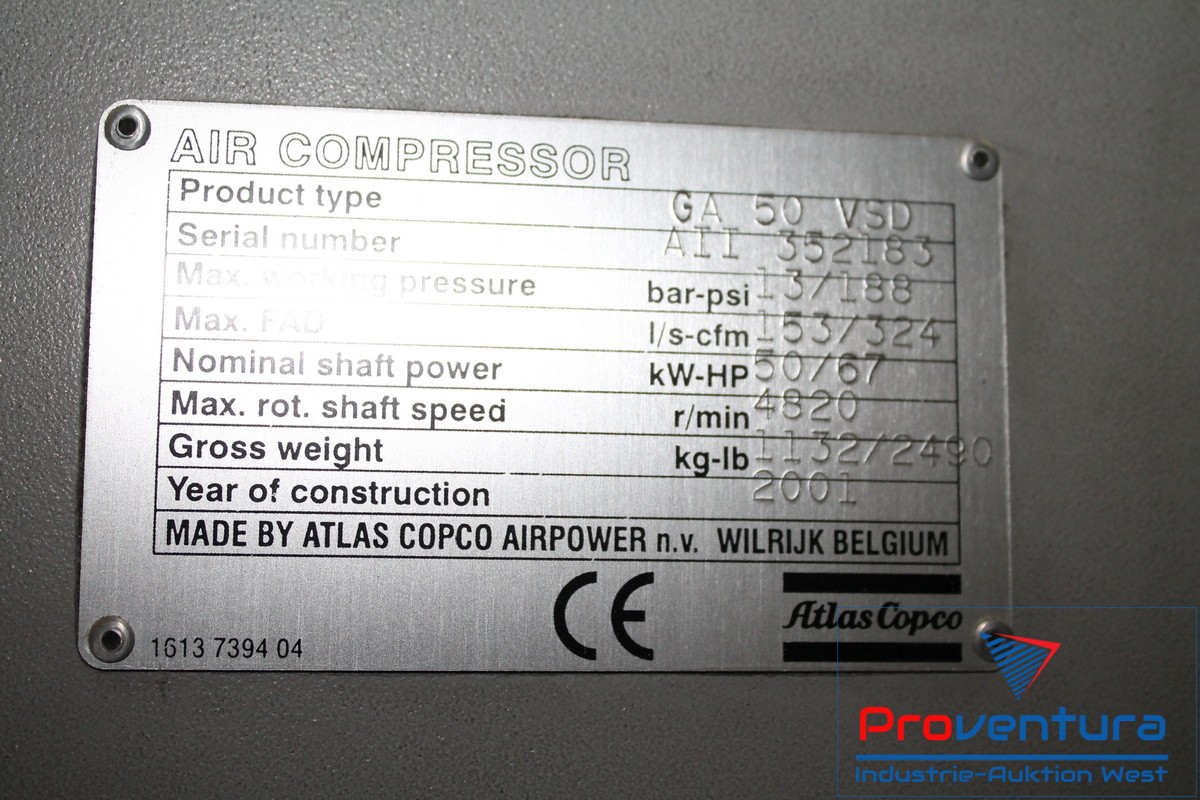 AIR COMPRESSOR
Product type GA 50 VSD
Serial number AII 352183
Max. working pressure bar-psi 13/188
Max. FAD l/s-cfm 153/324
Nominal shaft power kW-HP 50/67
Max. rot. shaft speed r/min 4820
Gross weight kg-lb 1132/2490
Year of construction 2001
MADE BY ATLAS COPCO AIRPOWER n.v. WILRIJK BELGIUM
CE
Atlas Copco
1613 7394 04
Proventura
Industrie-Auktion West